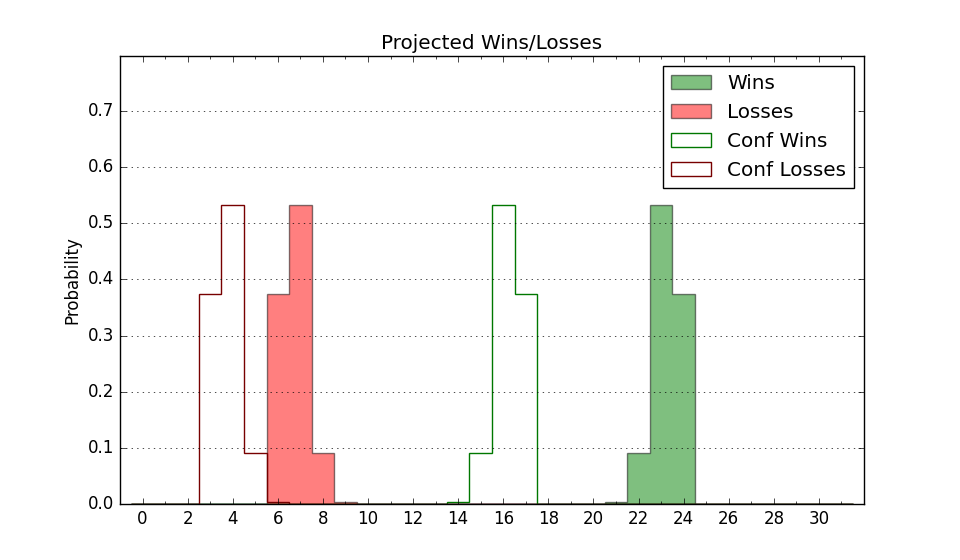 Projected Wins/Losses
Wins
Losses
Conf Wins
Conf Losses
Probability
0.7
0.6
0.5
0.4
0.3
0.2
0.1
0.0
0 2 4 6 8 10 12 14 16 18 20 22 24 26 28 30